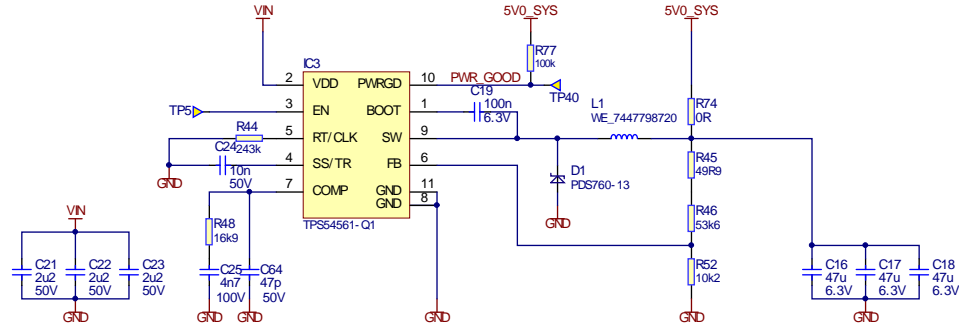 VIN
5V0_SYS
5V0_SYS
IC3
R77
100k
2
VDD
PWRGD
10
PWR_GOOD
TP40
C19
100n
6.3V
TP5
3
EN
BOOT
1
L1
WE_7447798720
R74
0R
R44
243k
5
RT/CLK
SW
9
C24
10n
50V
4
SS/TR
FB
6
D1
PDS760-13
R45
49R9
GND
7
COMP
GND
11
GND
8
TPS54561-Q1
GND
R46
53k6
R48
16k9
VIN
C21
2u2
50V
C22
2u2
50V
C23
2u2
50V
C25
4n7
100V
C64
47p
50V
R52
10k2
C16
47u
6.3V
C17
47u
6.3V
C18
47u
6.3V
GND
GND
GND
GND
GND
GND